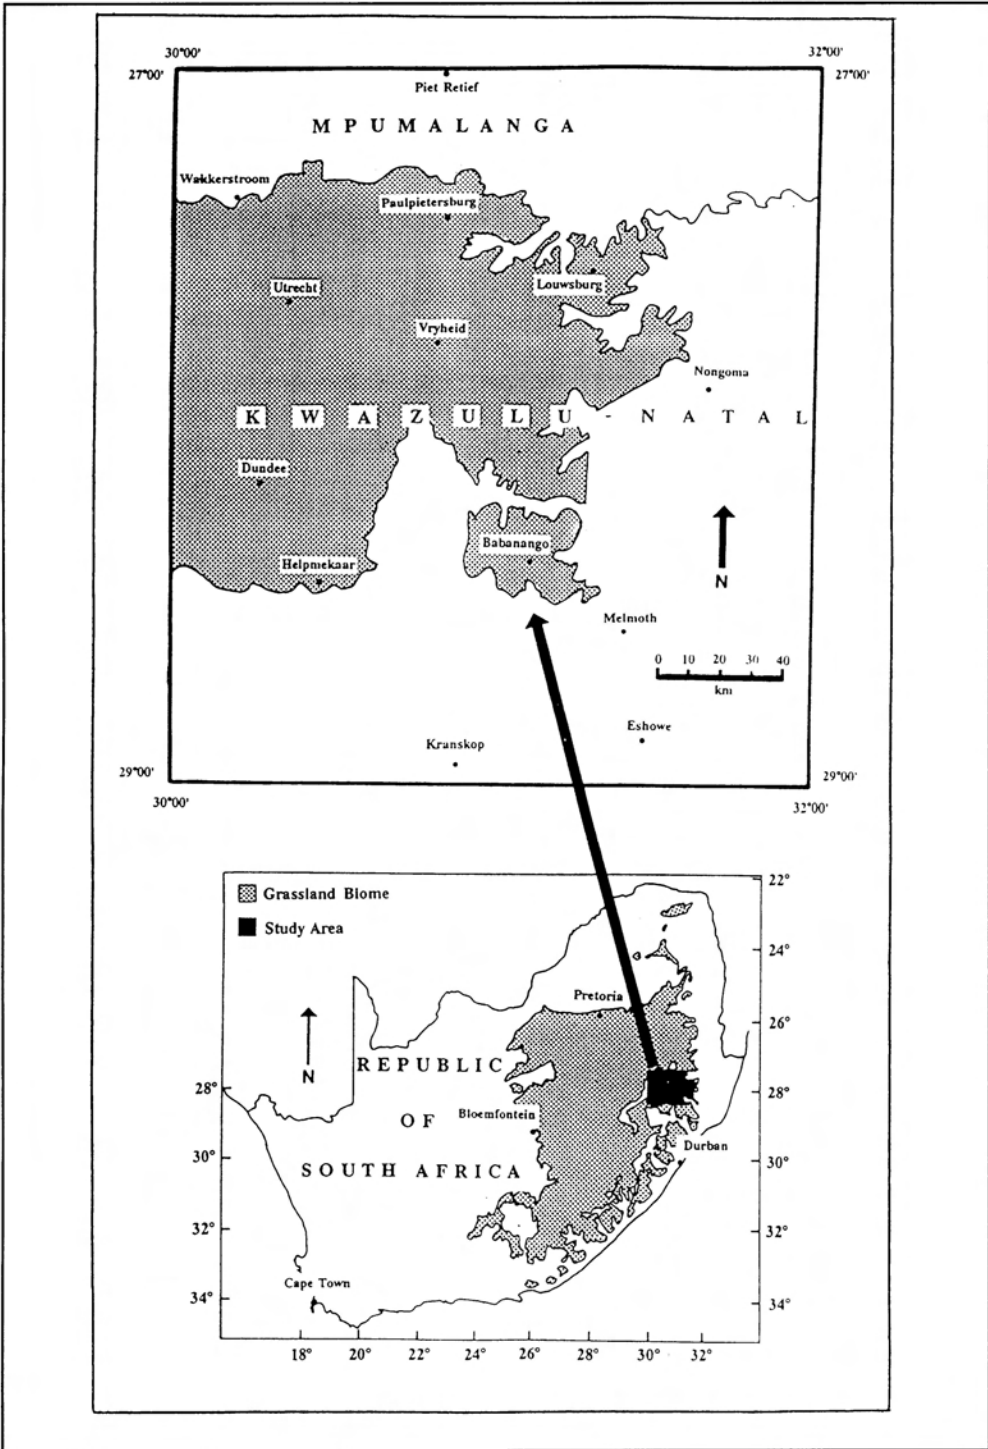 30°00'
32°00'
27°00'
27°00'
Piet Retief
MPUMALANGA
Wakkerstroom
Paulpietersburg
Utrecht
Louwsburg
Vryheid
Nongoma
KWAZULU-NATAL
Dundee
Babanango
Helpmekaar
N
Melmoth
0 10 20 30 40
km
Eshowe
Kranskop
29°00'
29°00'
30°00'
32°00'
Grassland Biome
Study Area
22°
24°
26°
28°
30°
32°
34°
Pretoria
N
REPUBLIC
OF
SOUTH AFRICA
Bloemfontein
Durban
Cape Town
28°
30°
32°
34°
18° 20° 22° 24° 26° 28° 30° 32°